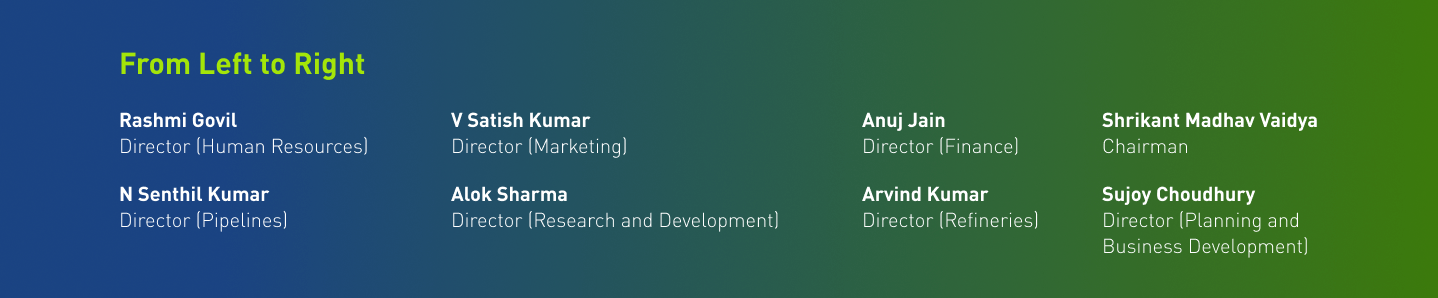 From Left to Right
Rashmi Govil
Director (Human Resources)
V Satish Kumar
Director (Marketing)
Anuj Jain
Director (Finance)
Shrikant Madhav Vaidya
Chairman
N Senthil Kumar
Director (Pipelines)
Alok Sharma
Director (Research and Development)
Arvind Kumar
Director (Refineries)
Sujoy Choudhury
Director (Planning and
Business Development)